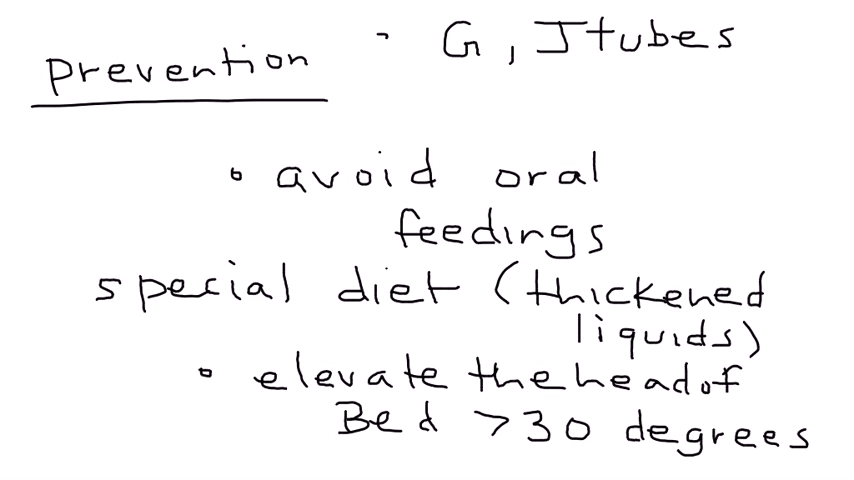 prevention • G, J tubes
• avoid oral
feedings
special diet (thickened
liquids)
• elevate the head of
Bed >30 degrees